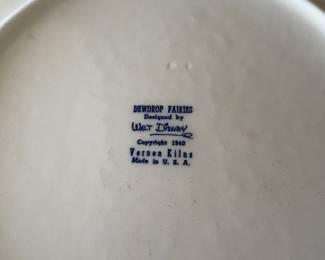 DEWDROP FAIRIES
Designed by
WALT DISNEY
Copyright 1940
Vernon Kilns
Made in U. S. A.